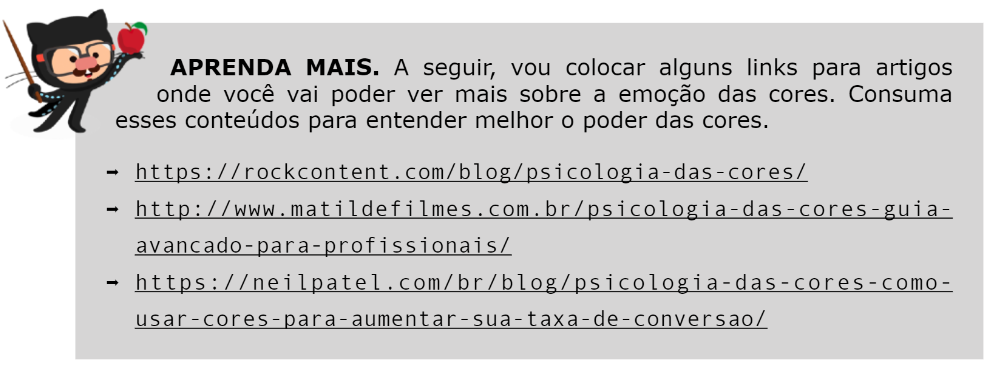 APRENDA MAIS. A seguir, vou colocar alguns links para artigos
onde você vai poder ver mais sobre a emoção das cores. Consuma
esses conteúdos para entender melhor o poder das cores.
➞ https://rockcontent.com/blog/psicologia-das-cores/
➞ http://www.matildefilmes.com.br/psicologia-das-cores-guia-
avancado-para-profissionais/
➞ https://neilpatel.com/br/blog/psicologia-das-cores-como-
usar-cores-para-aumentar-sua-taxa-de-conversao/